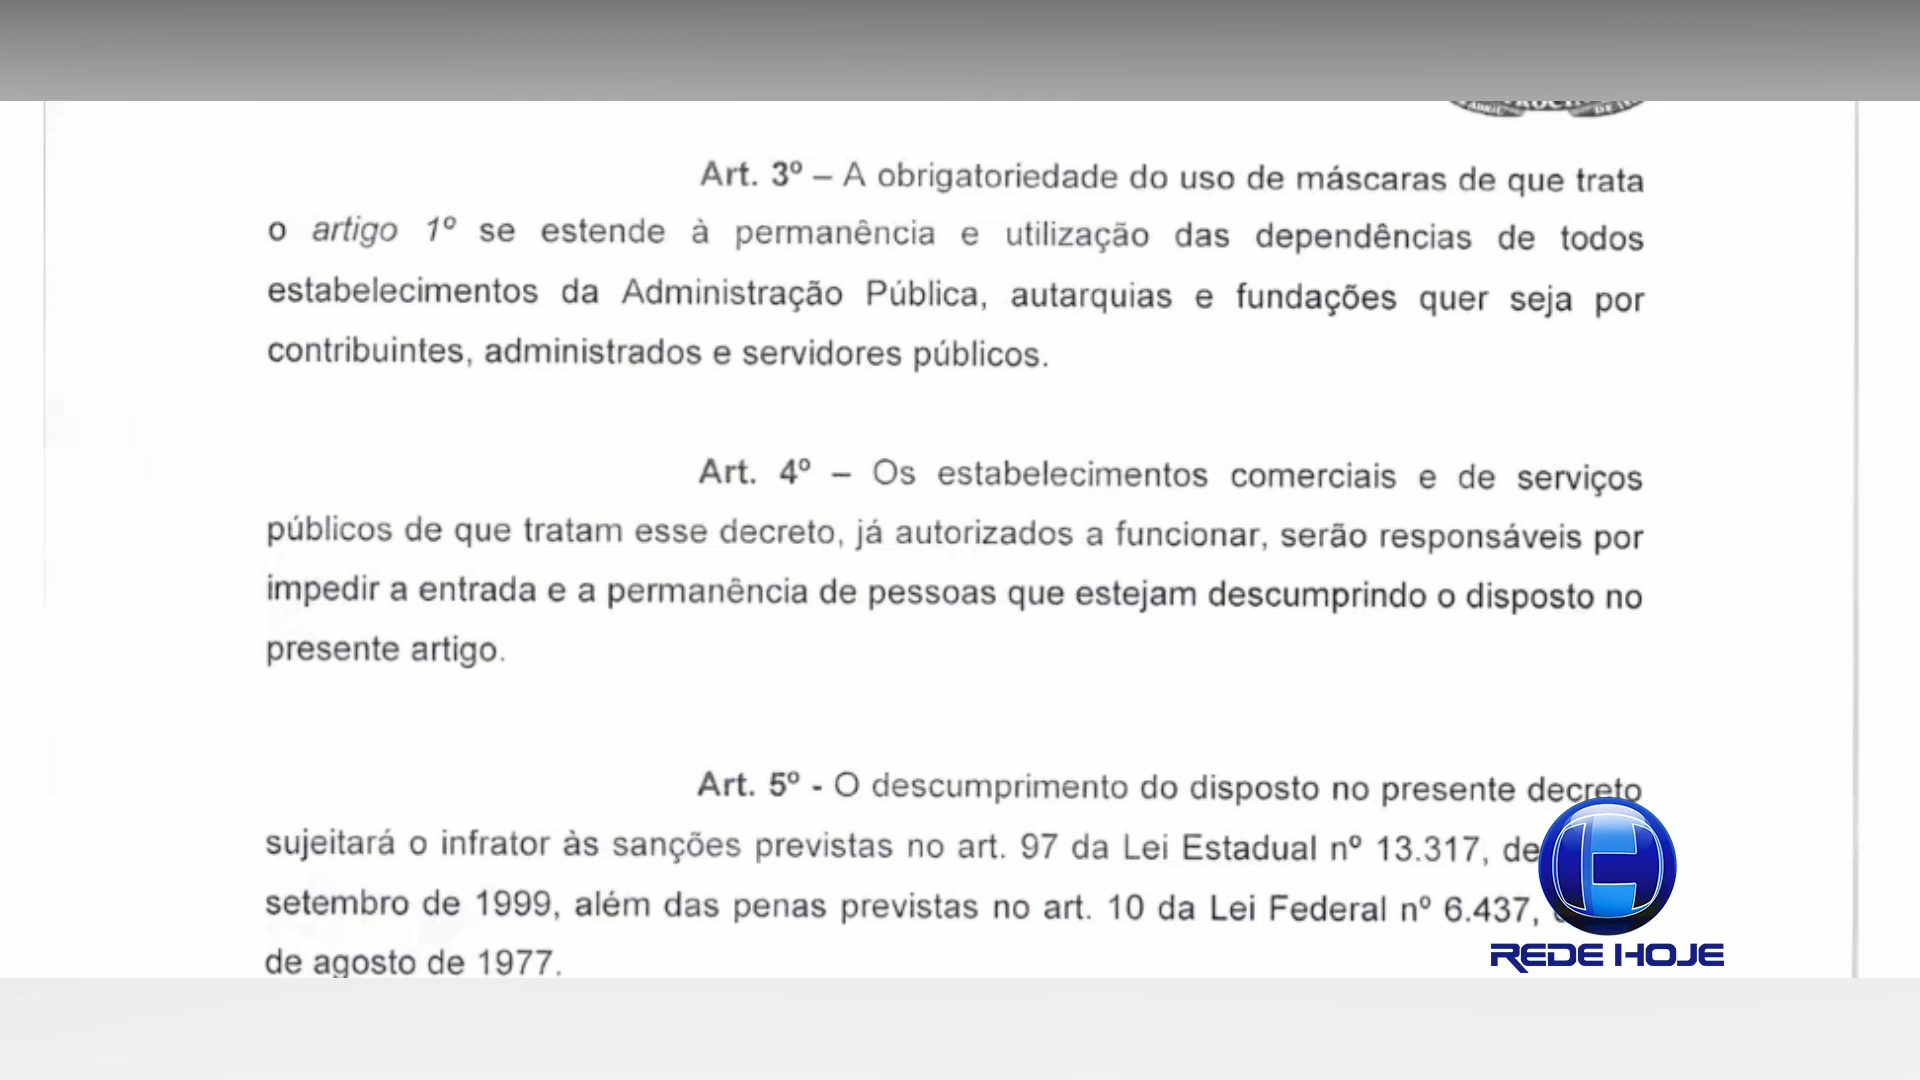 Art. 3º – A obrigatoriedade do uso de máscaras de que trata
o artigo 1º se estende à permanência e utilização das dependências de todos
estabelecimentos da Administração Pública, autarquias e fundações quer seja por
contribuintes, administrados e servidores públicos.
Art. 4º – Os estabelecimentos comerciais e de serviços
públicos de que tratam esse decreto, já autorizados a funcionar, serão responsáveis por
impedir a entrada e a permanência de pessoas que estejam descumprindo o disposto no
presente artigo.
Art. 5º - O descumprimento do disposto no presente decreto
sujeitará o infrator às sanções previstas no art. 97 da Lei Estadual nº 13.317, de
setembro de 1999, além das penas previstas no art. 10 da Lei Federal nº 6.437,
de agosto de 1977.
REDE HOJE